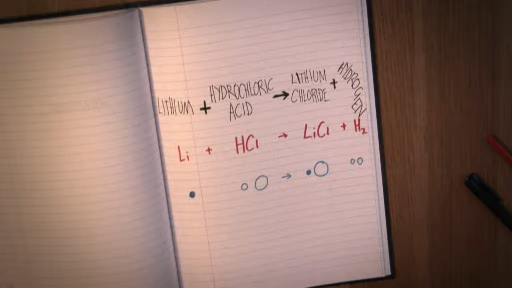 LITHIUM + HYDROCHLORIC ACID → LITHIUM CHLORIDE + HYDROGEN
Li + HCl → LiCl + H₂